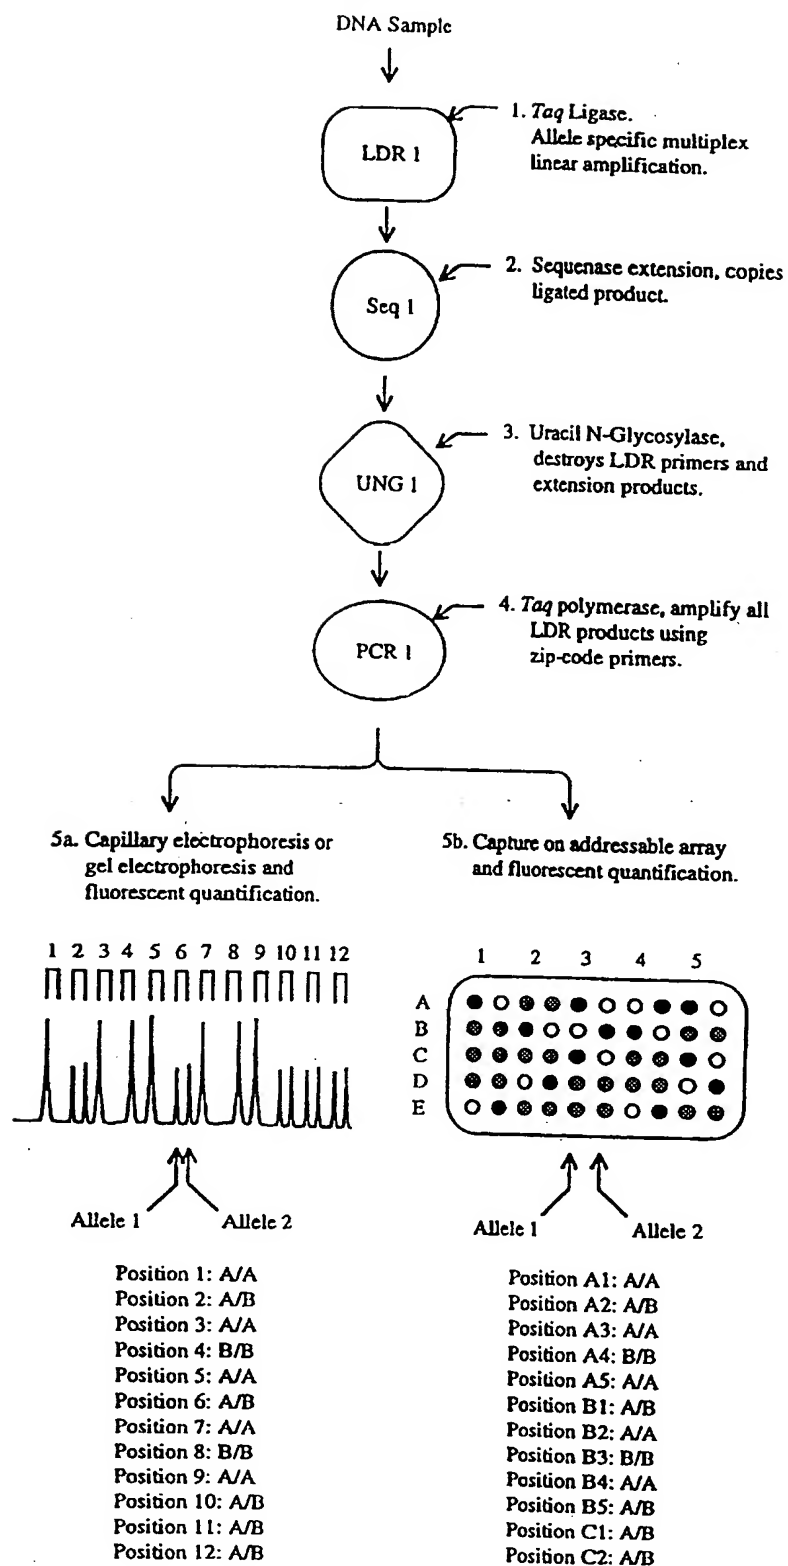 DNA Sample
LDR 1
1. Taq Ligase.
Allele specific multiplex
linear amplification.
Seq 1
2. Sequenase extension, copies
ligated product.
UNG 1
3. Uracil N-Glycosylase,
destroys LDR primers and
extension products.
PCR 1
4. Taq polymerase, amplify all
LDR products using
zip-code primers.
5a. Capillary electrophoresis or
gel electrophoresis and
fluorescent quantification.
1 2 3 4 5 6 7 8 9 10 11 12
Allele 1
Allele 2
Position 1: A/A
Position 2: A/B
Position 3: A/A
Position 4: B/B
Position 5: A/A
Position 6: A/B
Position 7: A/A
Position 8: B/B
Position 9: A/A
Position 10: A/B
Position 11: A/B
Position 12: A/B
5b. Capture on addressable array
and fluorescent quantification.
1 2 3 4 5
A
B
C
D
E
Allele 1
Allele 2
Position A1: A/A
Position A2: A/B
Position A3: A/A
Position A4: B/B
Position A5: A/A
Position B1: A/B
Position B2: A/A
Position B3: B/B
Position B4: A/A
Position B5: A/B
Position C1: A/B
Position C2: A/B